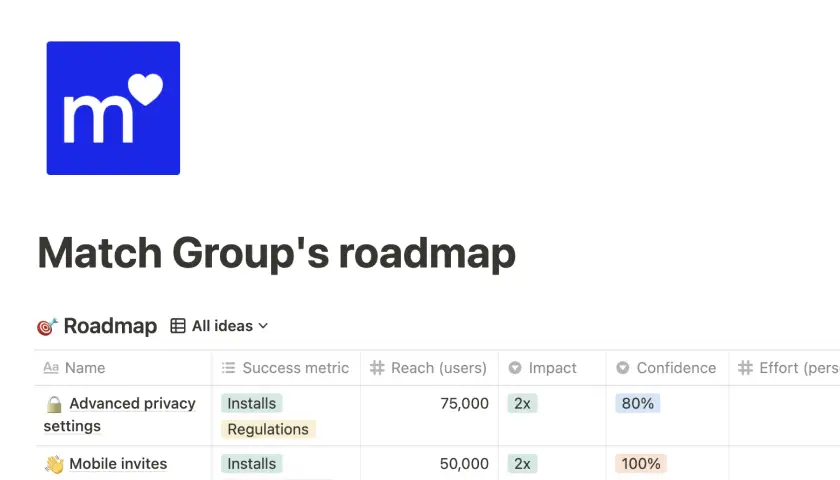 m
Match Group's roadmap
Roadmap All ideas
Aa Name Success metric Reach (users) Impact Confidence Effort (pers
Advanced privacy Installs 75,000 2x 80%
settings Regulations
Mobile invites Installs 50,000 2x 100%